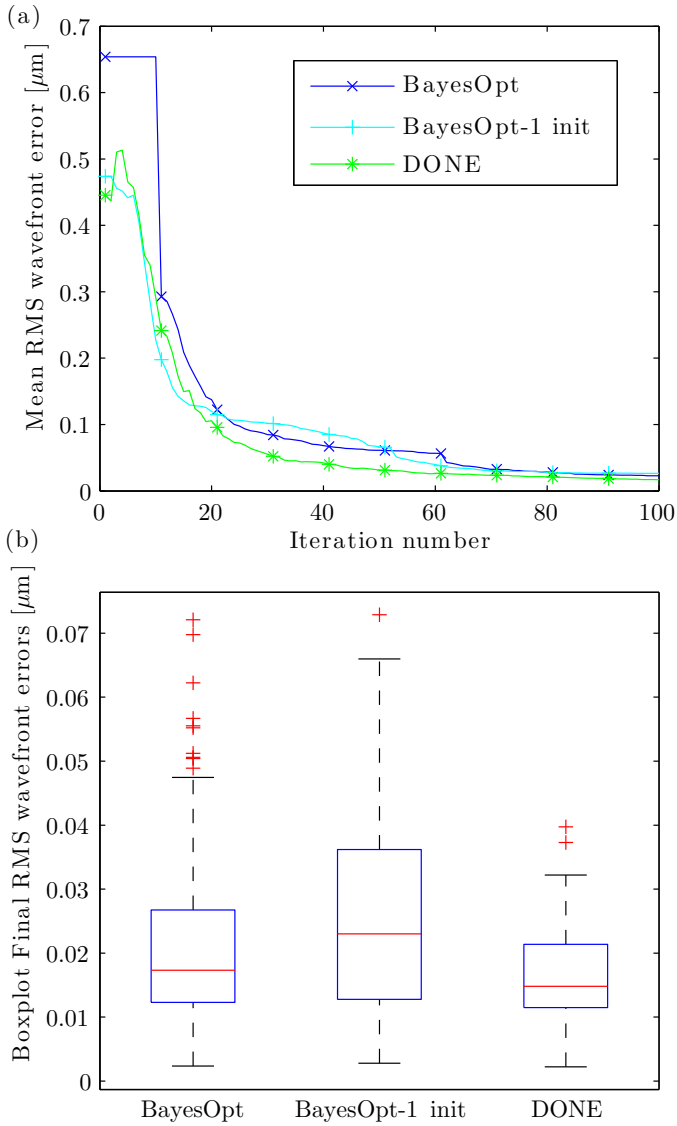 (a)
Mean RMS wavefront error [μm]
0.7
0.6
0.5
0.4
0.3
0.2
0.1
0
BayesOpt
BayesOpt-1 init
DONE
0 20 40 60 80 100
Iteration number
(b)
Boxplot Final RMS wavefront errors [μm]
0.07
0.06
0.05
0.04
0.03
0.02
0.01
0
BayesOpt BayesOpt-1 init DONE